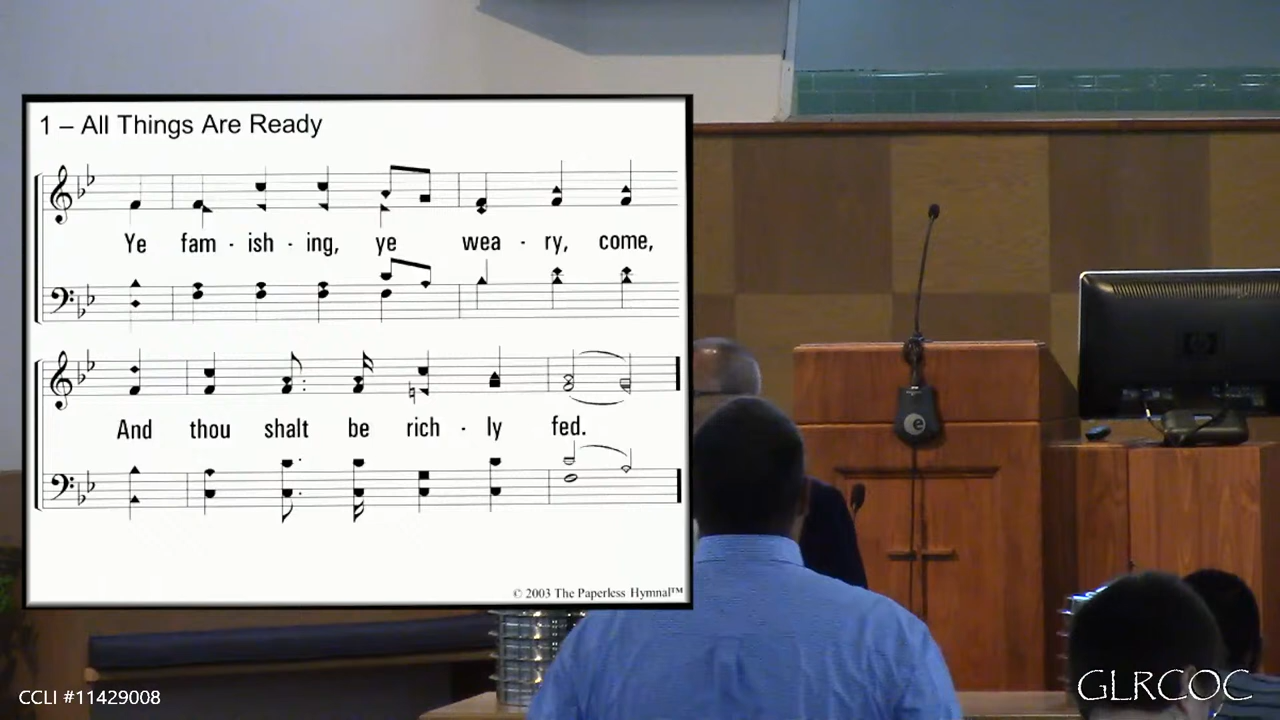 1 – All Things Are Ready
Ye fam - ish - ing, ye wea - ry, come,
And thou shalt be rich - ly fed.
© 2003 The Paperless Hymnal™
hp
e
CCLI #11429008
GLRCOC